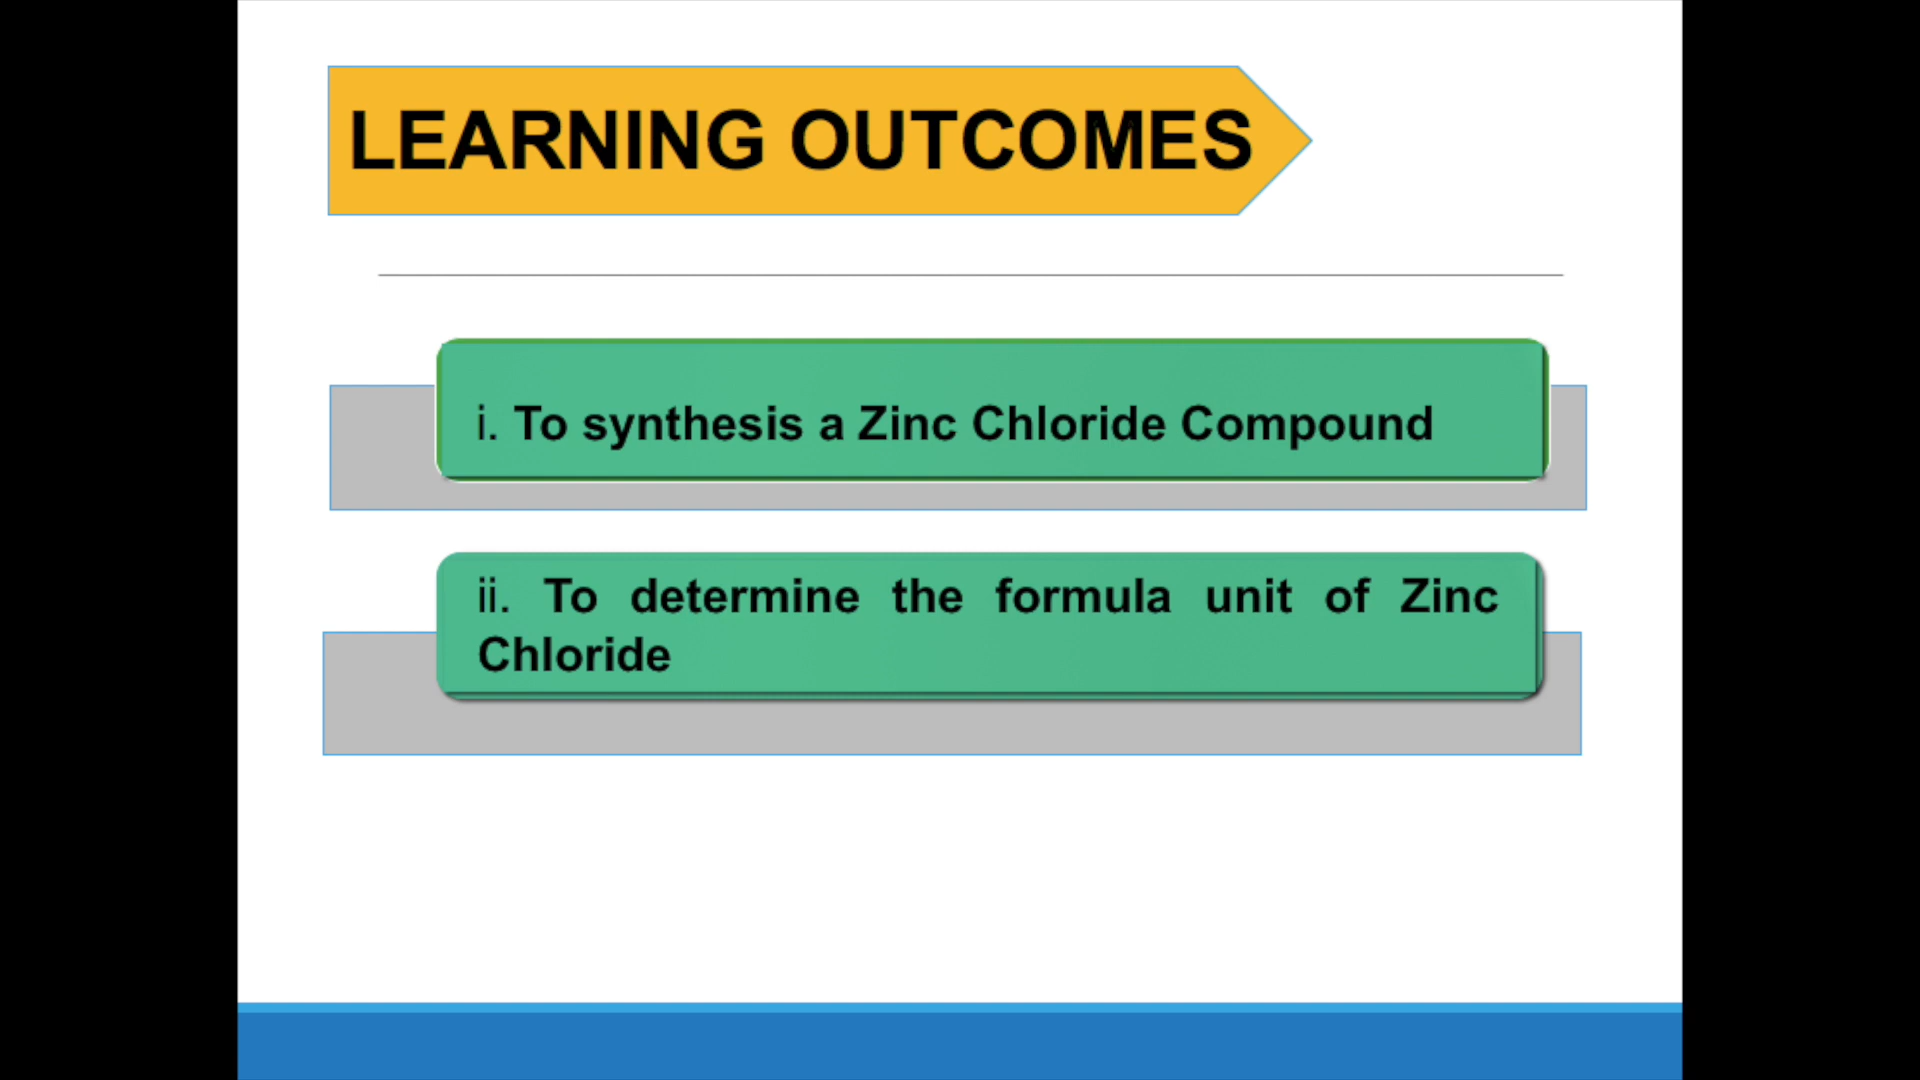 LEARNING OUTCOMES
i. To synthesis a Zinc Chloride Compound
ii. To determine the formula unit of Zinc
Chloride